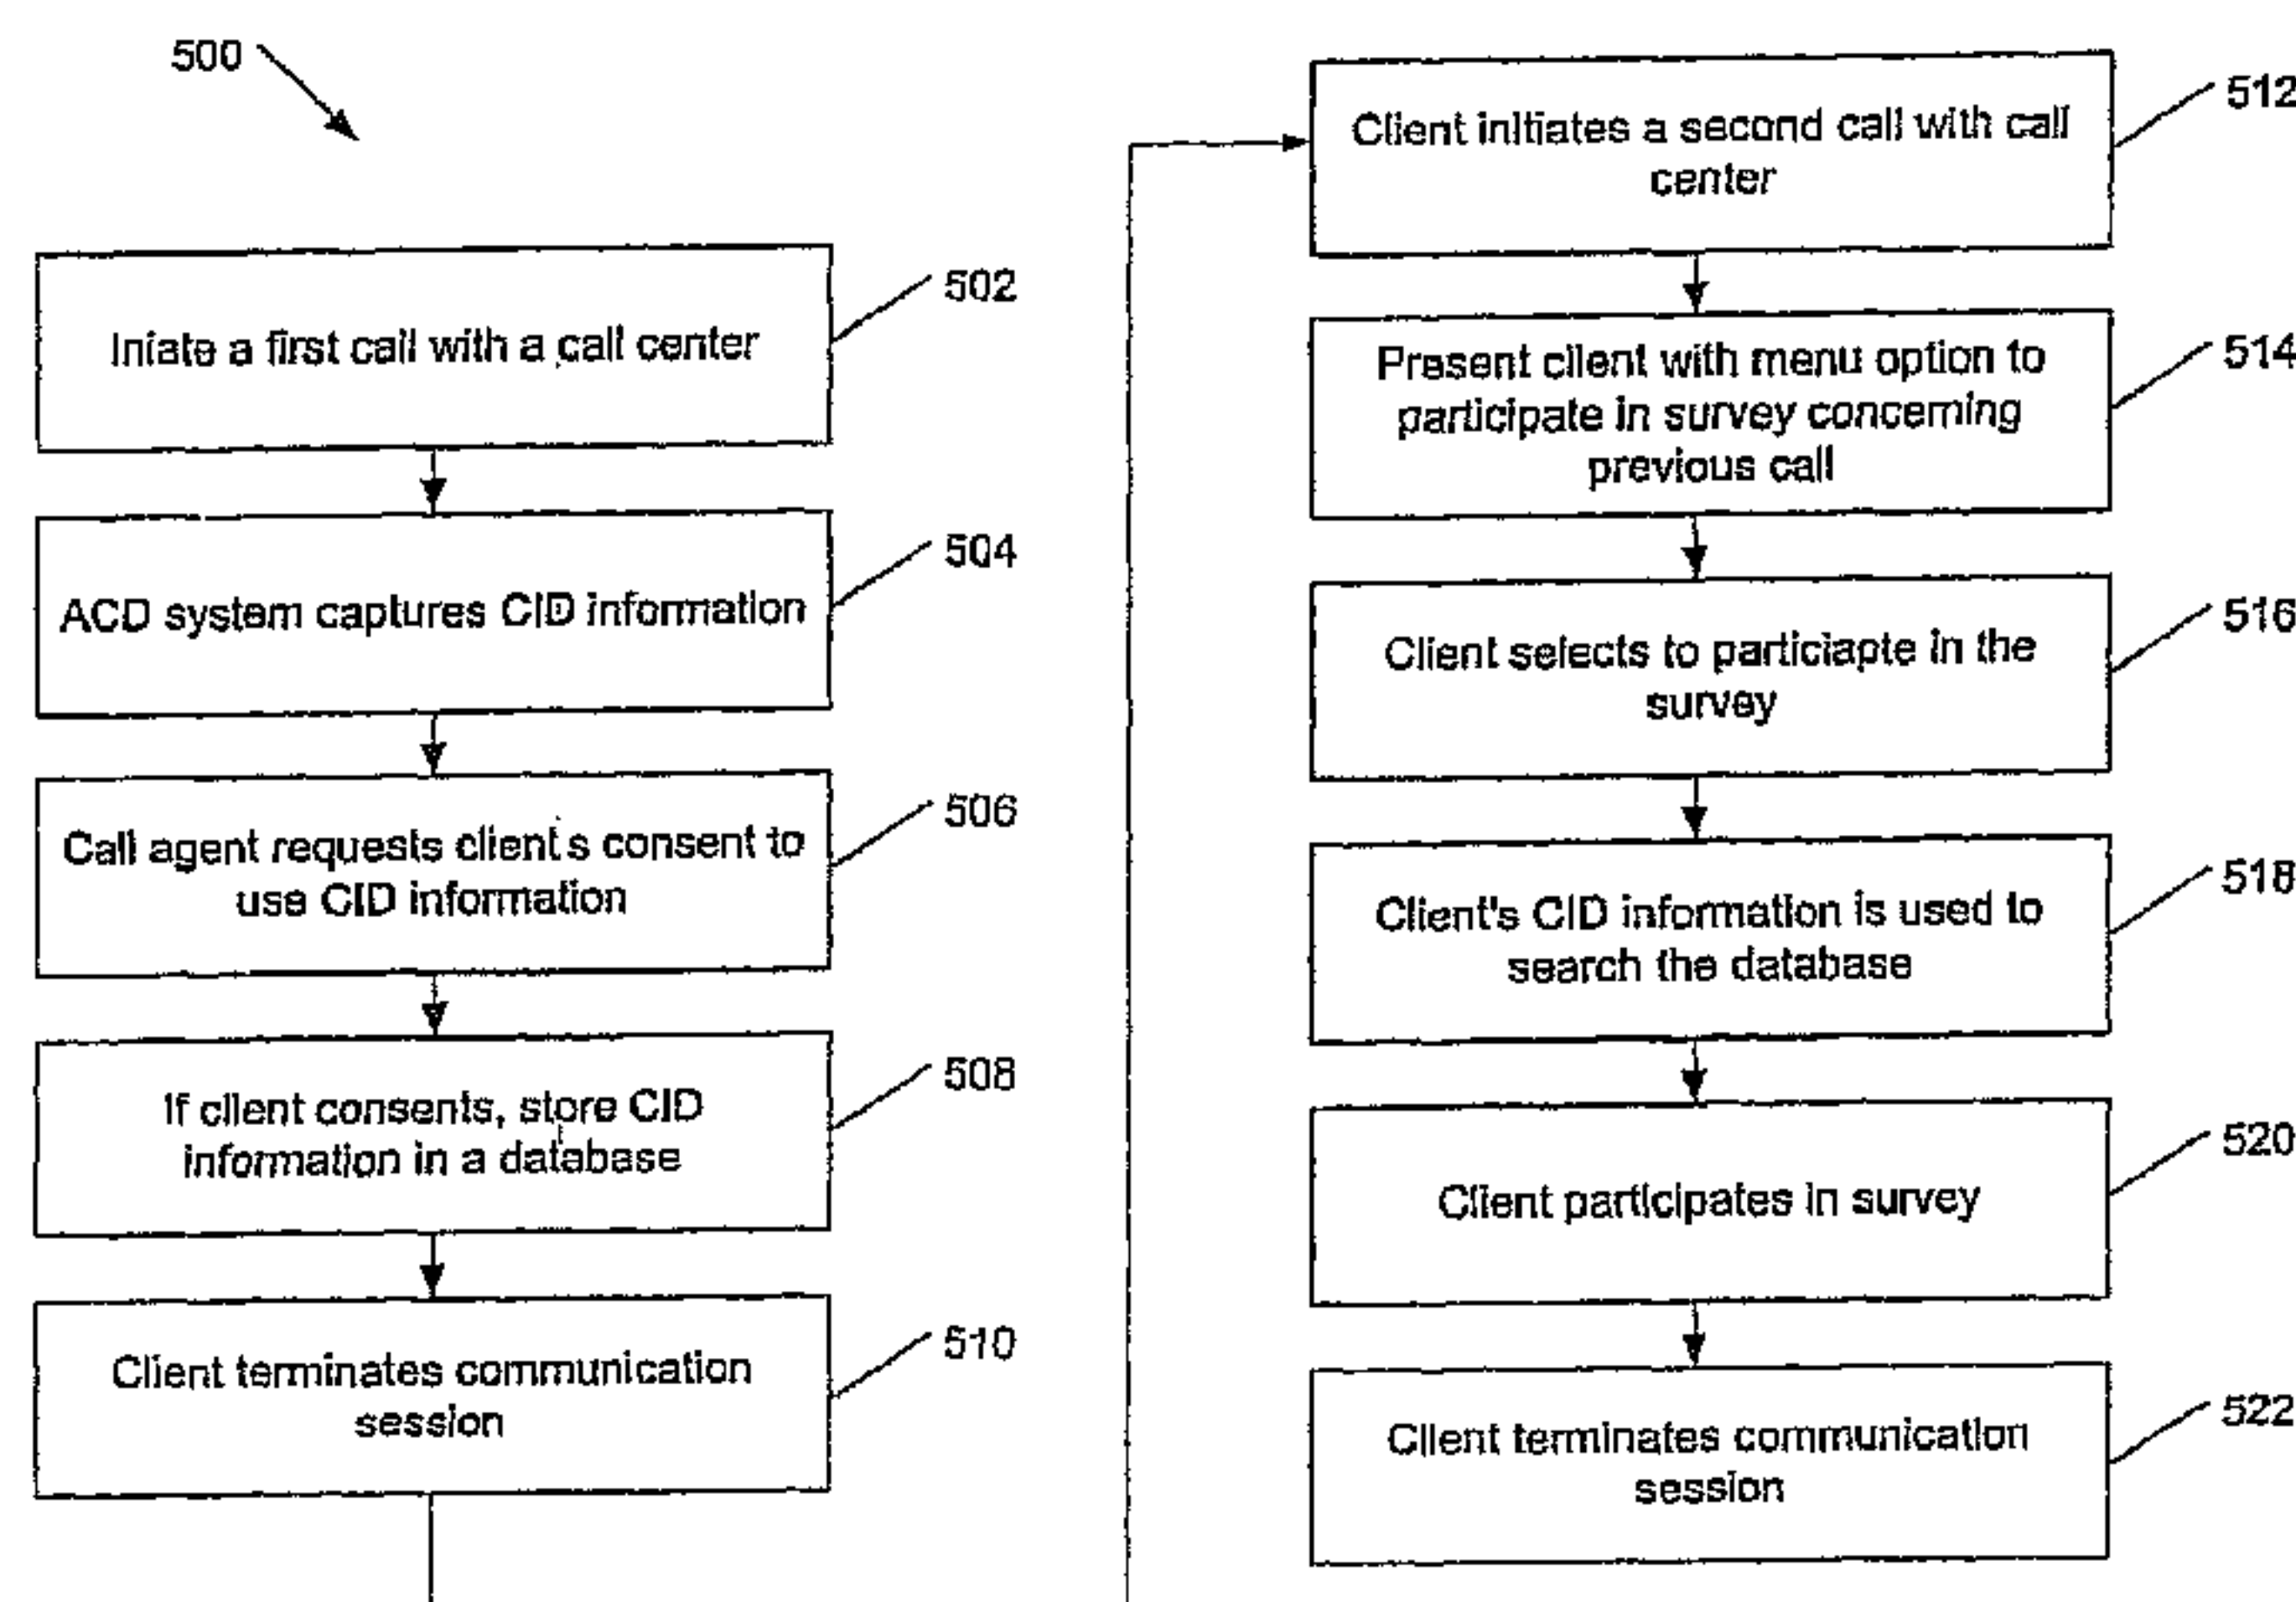 500
Iniate a first call with a call center
502
ACD system captures CID information
504
Call agent requests client's consent to
use CID information
506
If client consents, store CID
information in a database
508
Client terminates communication
session
510
Client initiates a second call with call
center
512
Present client with menu option to
participate in survey concerning
previous call
514
Client selects to particiapte in the
survey
516
Client's CID information is used to
search the database
518
Client participates in survey
520
Client terminates communication
session
522